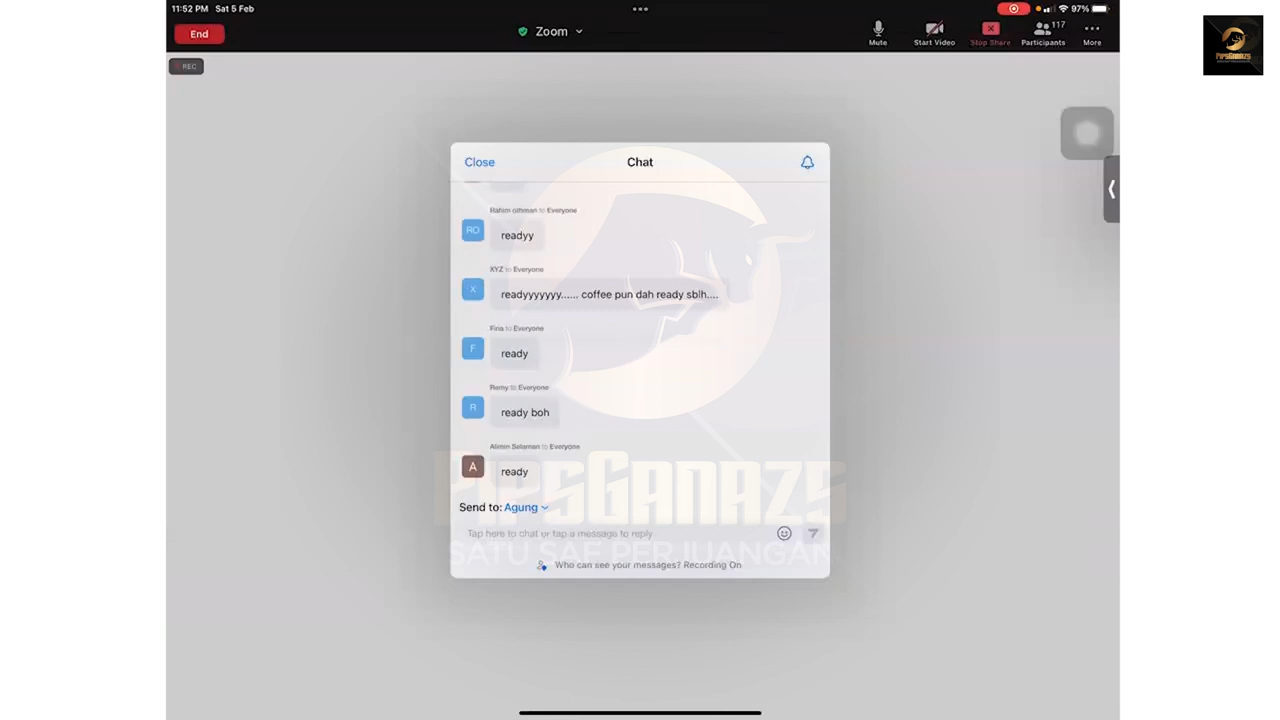 11:52 PM Sat 5 Feb
97%
End
Zoom
Mute
Start Video
Stop Share
Participants
117
More
REC
PIPSGANAZS
Close
Chat
Rahim othman to Everyone
RO
readyy
XYZ to Everyone
X
readyyyyyyy...... coffee pun dah ready sblh....
Fina to Everyone
F
ready
Remy to Everyone
R
ready boh
Alimin Selaman to Everyone
A
ready
Send to: Agung
Tap here to chat or tap a message to reply
Who can see your messages? Recording On
PIPSGANAZS
SATU SAF PERJUANGAN